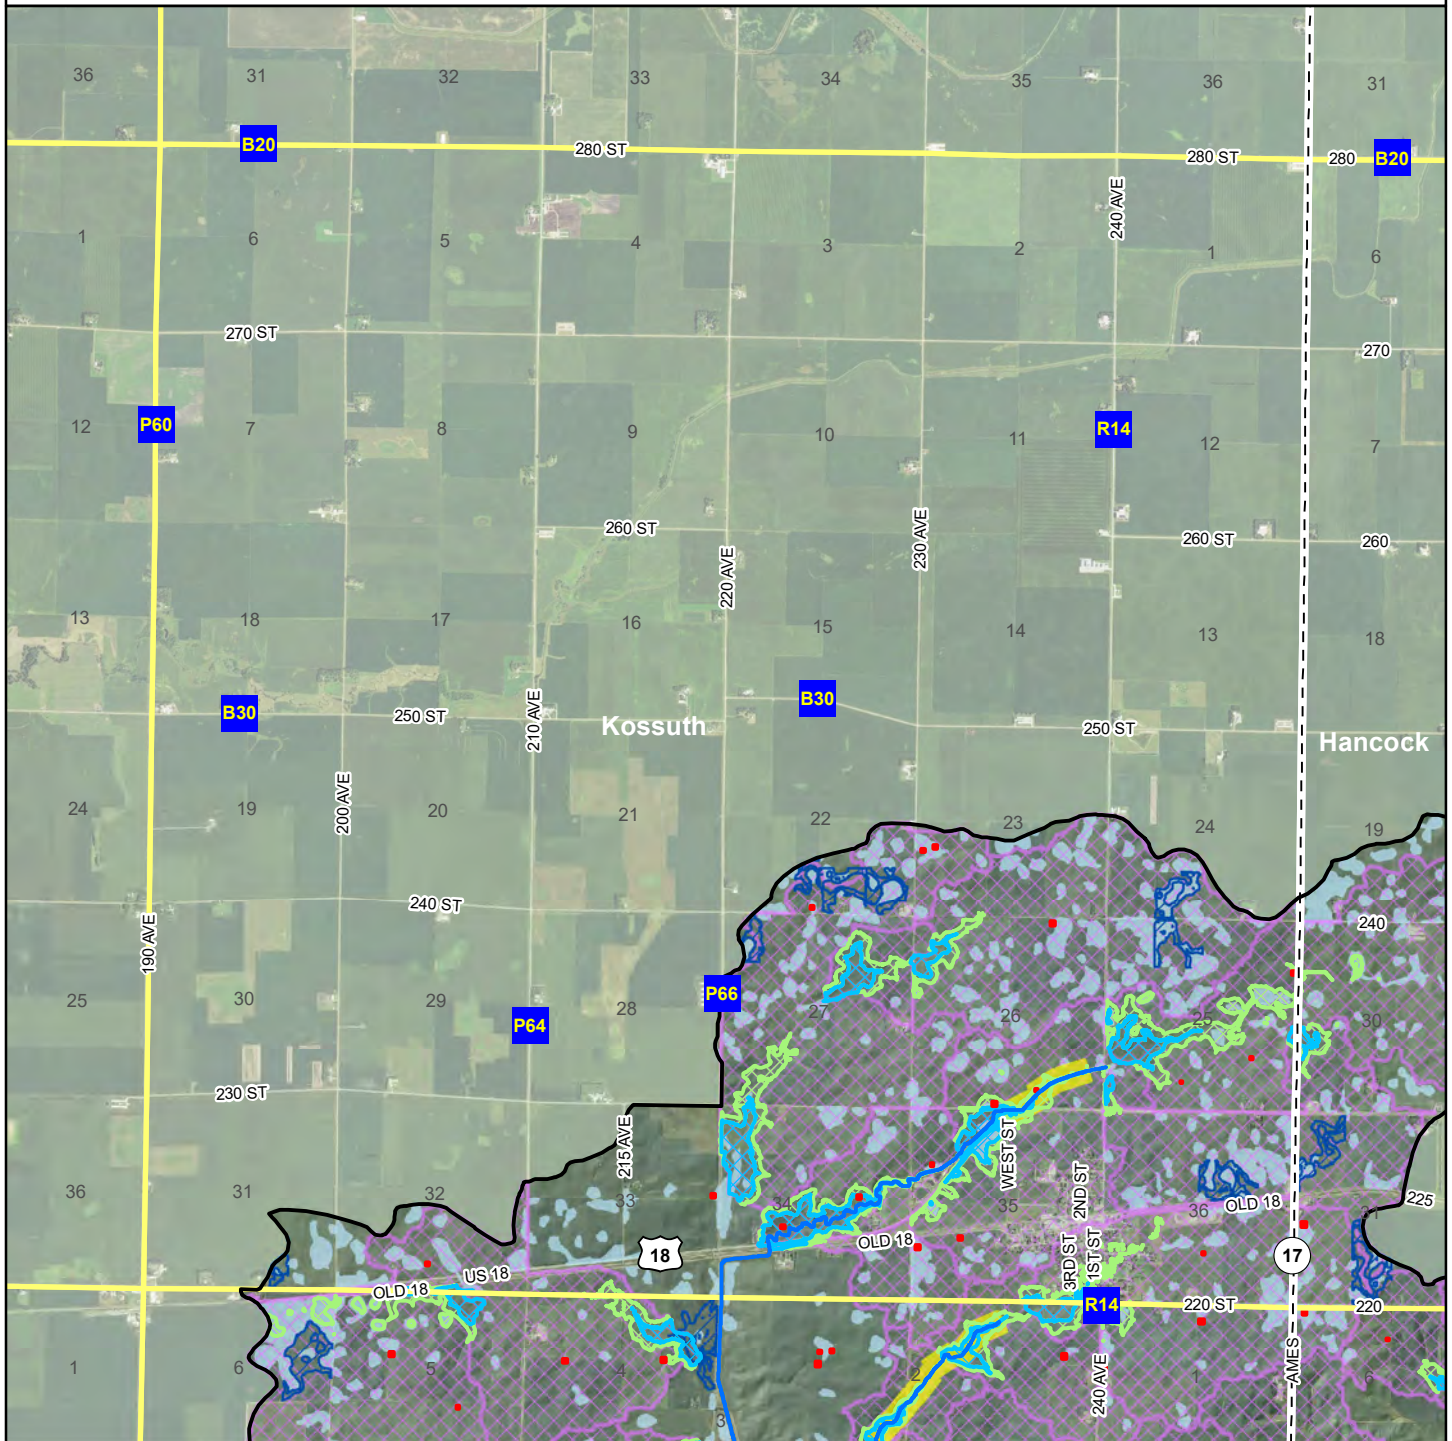 36 31 32 33 34 35 36 31
B20 280 ST 280 ST 280 B20
240 AVE
1 6 5 4 3 2 1 6
270 ST 270
P60 R14
12 7 8 9 10 11 12 7
260 ST 230 AVE 260 ST 260
220 AVE
13 18 17 16 15 14 13 18
B30 250 ST 210 AVE Kossuth B30 250 ST Hancock
24 19 200 AVE 20 21 22 23 24 19
240 ST 240
190 AVE
25 30 29 28 P66 27 26 25 30
P64
230 ST
215 AVE WEST ST
36 31 32 33 34 35 2ND ST 36 OLD 18 31 225
18 OLD 18 17
US 18 3RD ST 1ST ST
OLD 18 R14 220 ST 220
1 6 5 4 2 240 AVE 1 AMES 6
3